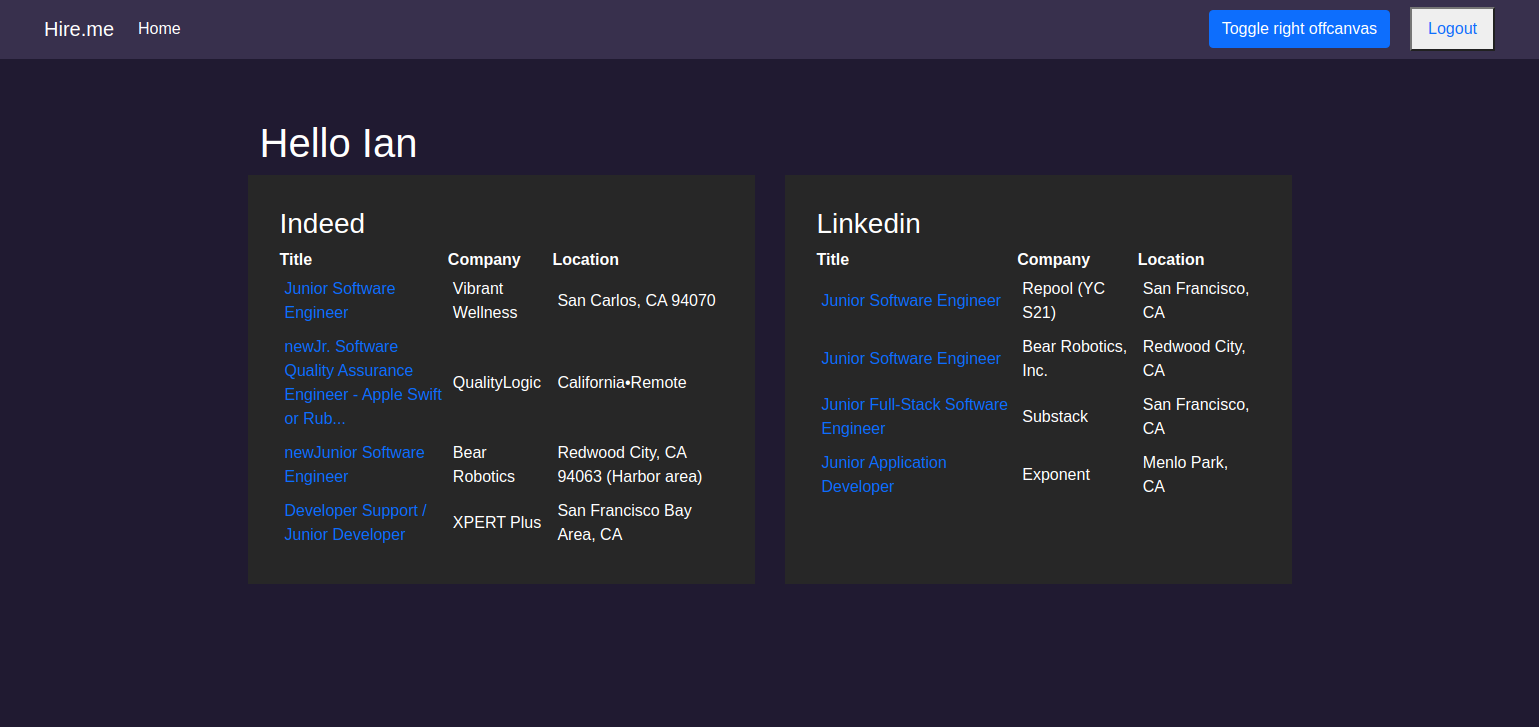 Hire.me Home Toggle right offcanvas Logout
Hello Ian
Indeed
Title Company Location
Junior Software
Engineer
Vibrant
Wellness
San Carlos, CA 94070
newJr. Software
Quality Assurance
Engineer - Apple Swift
or Rub...
QualityLogic
California•Remote
newJunior Software
Engineer
Bear
Robotics
Redwood City, CA
94063 (Harbor area)
Developer Support /
Junior Developer
XPERT Plus
San Francisco Bay
Area, CA
Linkedin
Title Company Location
Junior Software Engineer
Repool (YC
S21)
San Francisco,
CA
Junior Software Engineer
Bear Robotics,
Inc.
Redwood City,
CA
Junior Full-Stack Software
Engineer
Substack
San Francisco,
CA
Junior Application
Developer
Exponent
Menlo Park,
CA